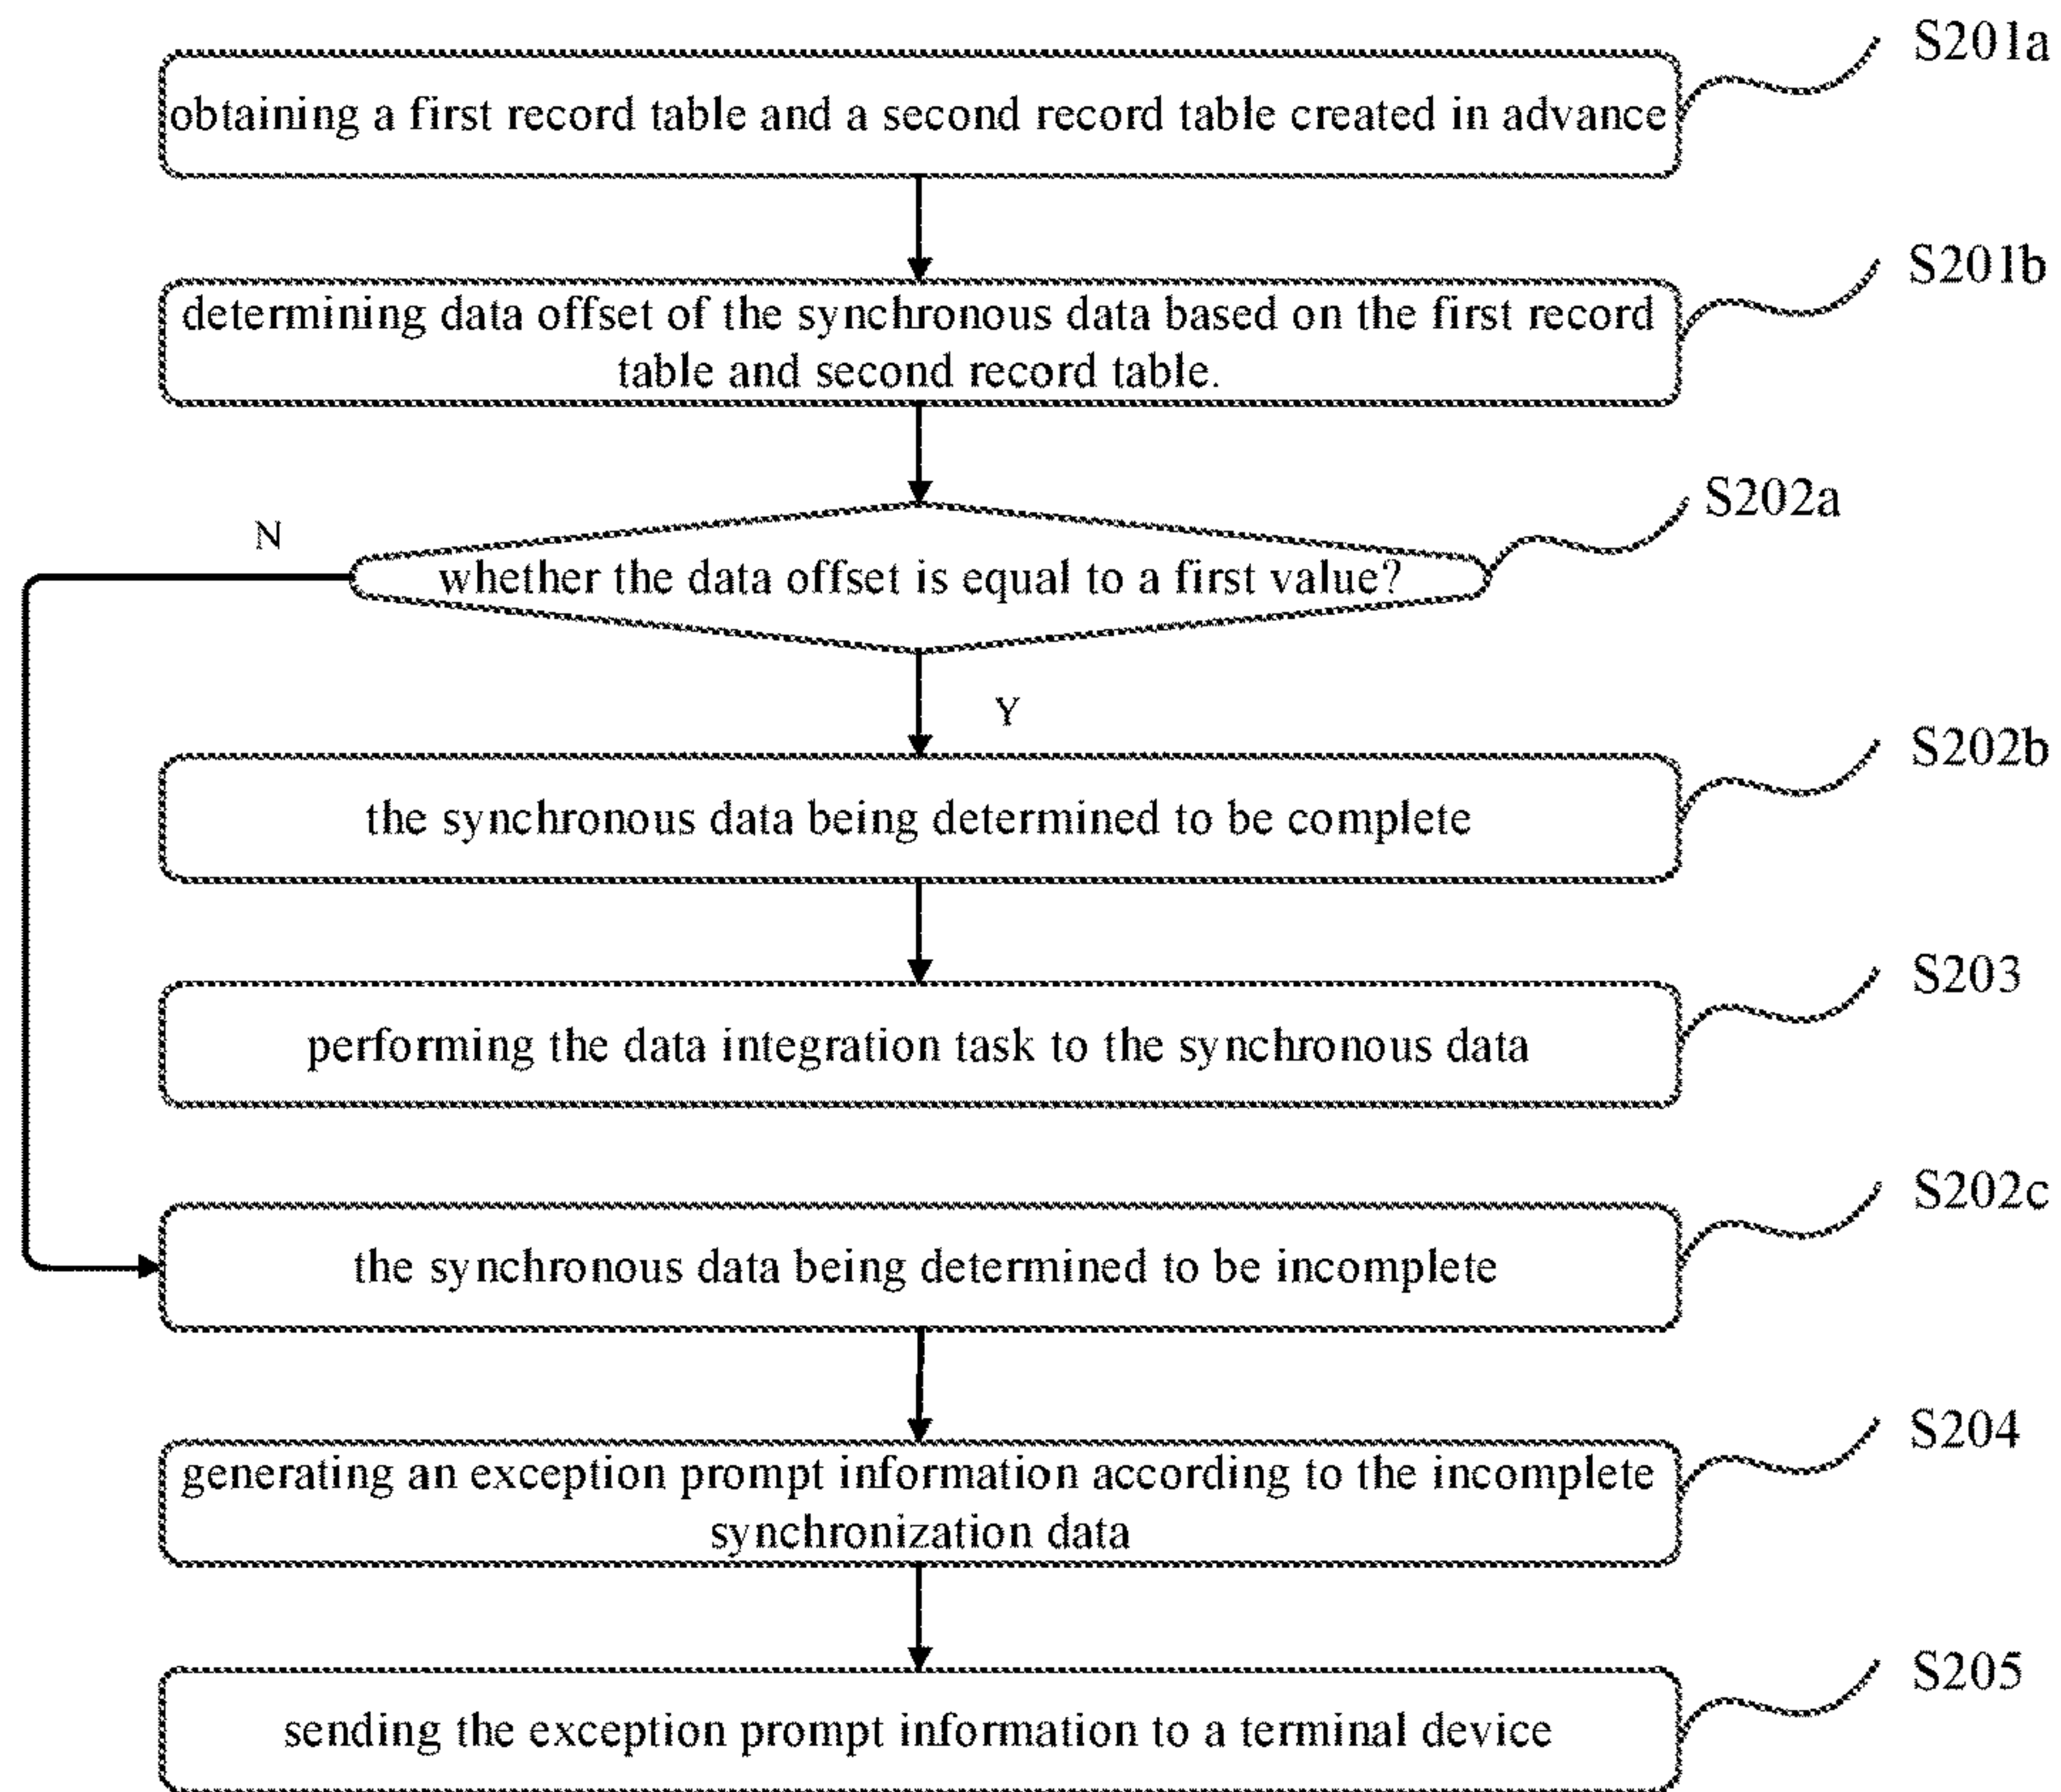 S201a
obtaining a first record table and a second record table created in advance
S201b
determining data offset of the synchronous data based on the first record
table and second record table.
S202a
N
whether the data offset is equal to a first value?
Y
S202b
the synchronous data being determined to be complete
S203
performing the data integration task to the synchronous data
S202c
the synchronous data being determined to be incomplete
S204
generating an exception prompt information according to the incomplete
synchronization data
S205
sending the exception prompt information to a terminal device